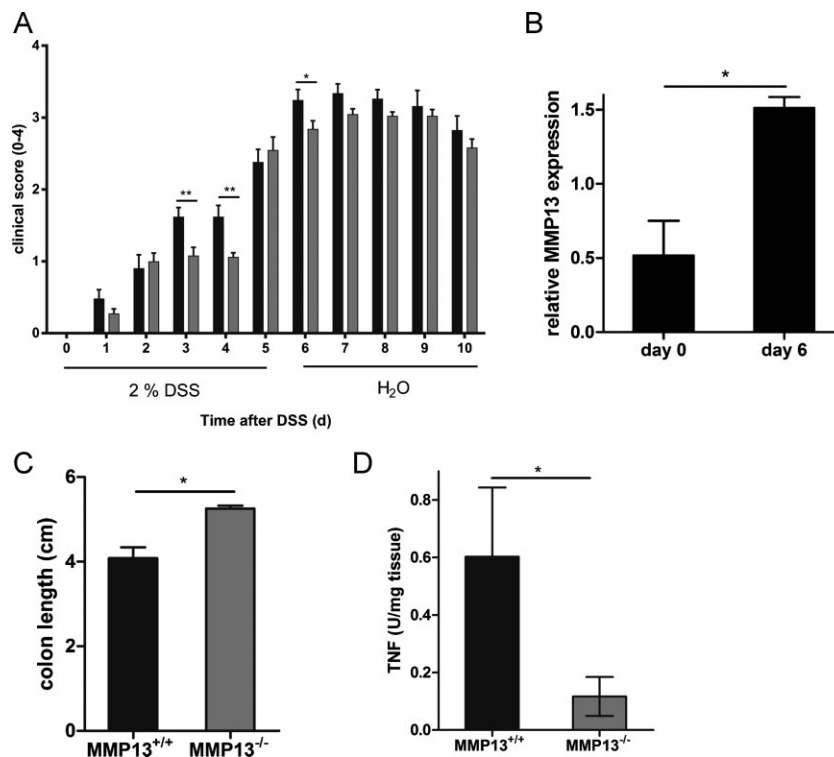 A
4
3
2
1
0
clinical score (0-4)
**
**
*
0 1 2 3 4 5 6 7 8 9 10
2 % DSS
H₂O
Time after DSS (d)
B
1.5
1.0
0.5
0.0
relative MMP13 expression
*
day 0 day 6
C
6
4
2
0
colon length (cm)
*
MMP13+/+ MMP13-/-
D
0.8
0.6
0.4
0.2
0.0
TNF (U/mg tissue)
*
MMP13+/+ MMP13-/-